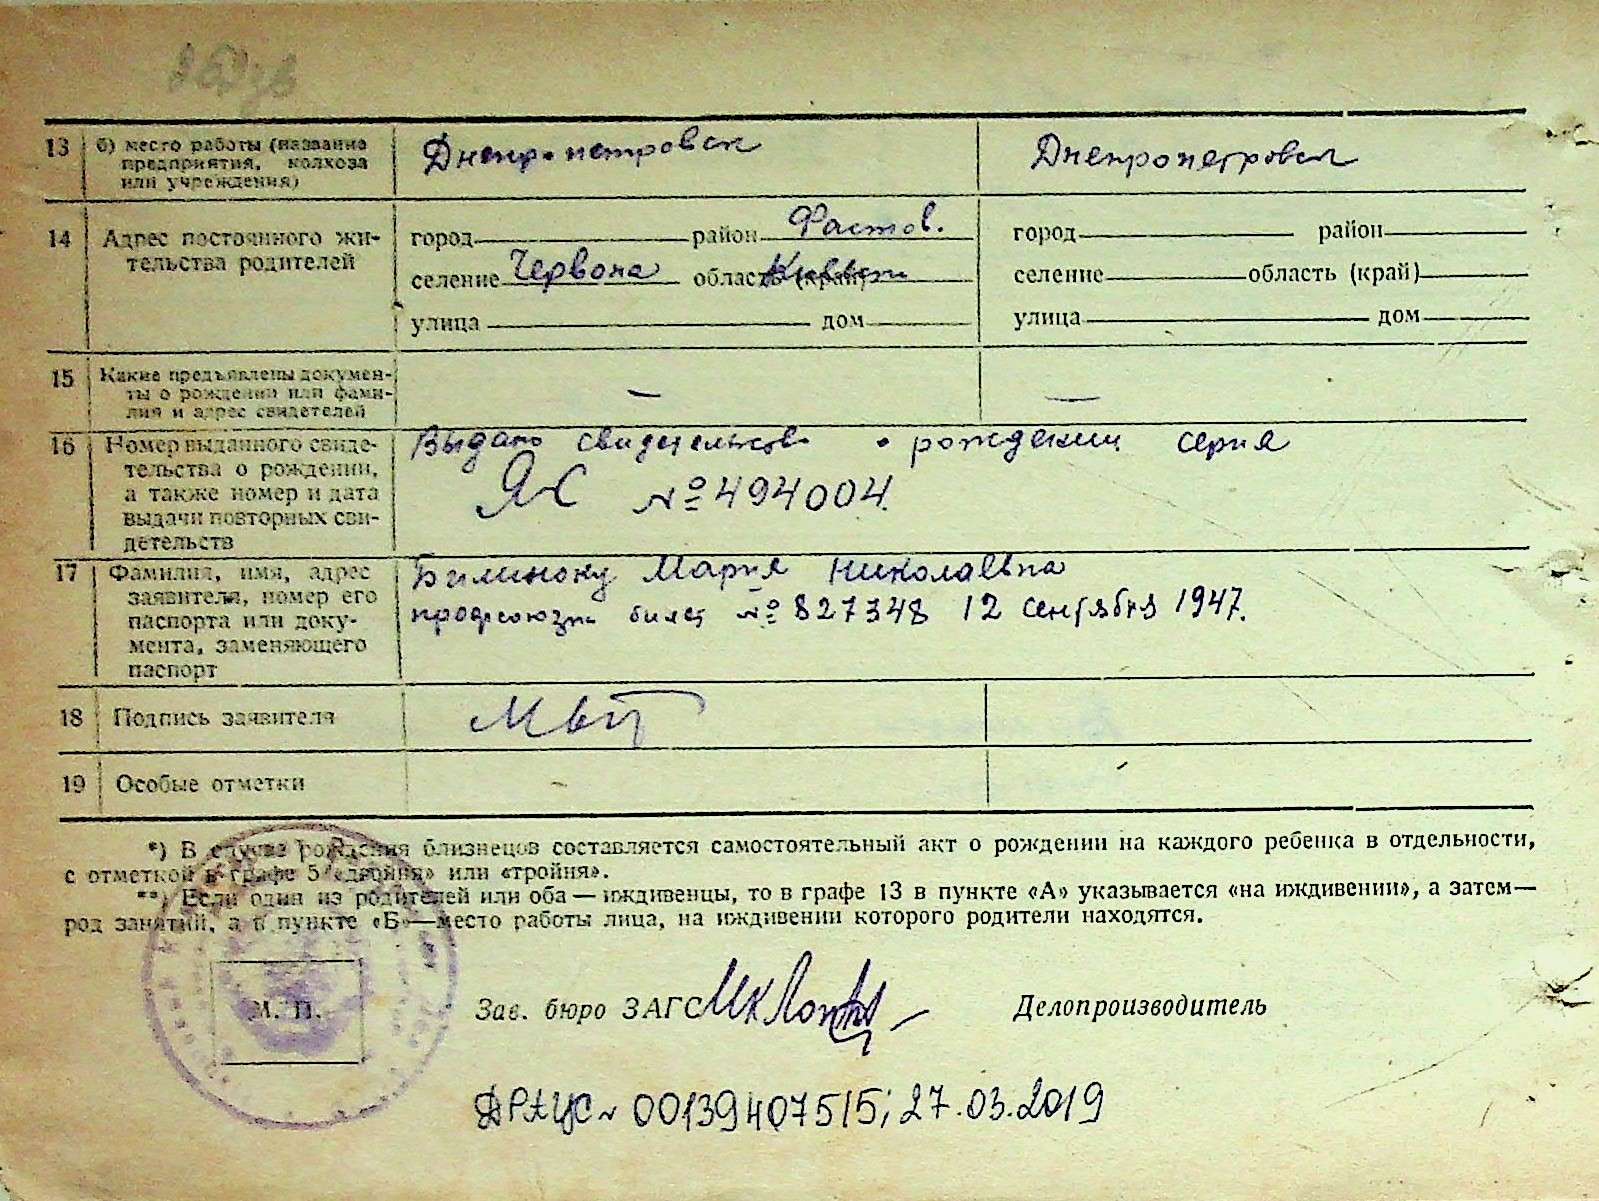 13 б) место работы (название предприятия, колхоза или учреждения) Днепропетровск Днепропетровск
14 Адрес постоянного жительства родителей
город район Фастов. город район
селение Червона область (край) Киевск селение область (край)
улица дом улица дом
15 Какие предъявлены документы о рождении или фамилия и адрес свидетелей — —
16 Номер выданного свидетельства о рождении, а также номер и дата выдачи повторных свидетельств
Выдано свидетельство о рождении серия
ЯС № 494004.
17 Фамилия, имя, адрес заявителя, номер его паспорта или документа, заменяющего паспорт
Мария Николаевна
профсоюзн билет № 827348 12 сентября 1947.
18 Подпись заявителя
19 Особые отметки
*) В случае рождения близнецов составляется самостоятельный акт о рождении на каждого ребенка в отдельности,
с отметкой в графе 5 «двойня» или «тройня».
**) Если один из родителей или оба — иждивенцы, то в графе 13 в пункте «А» указывается «на иждивении», а затем —
род занятий, а в пункте «Б» — место работы лица, на иждивении которого родители находятся.
М. П. Зав. бюро ЗАГС Делопроизводитель
ДРАЦС 00139407515; 27.03.2019